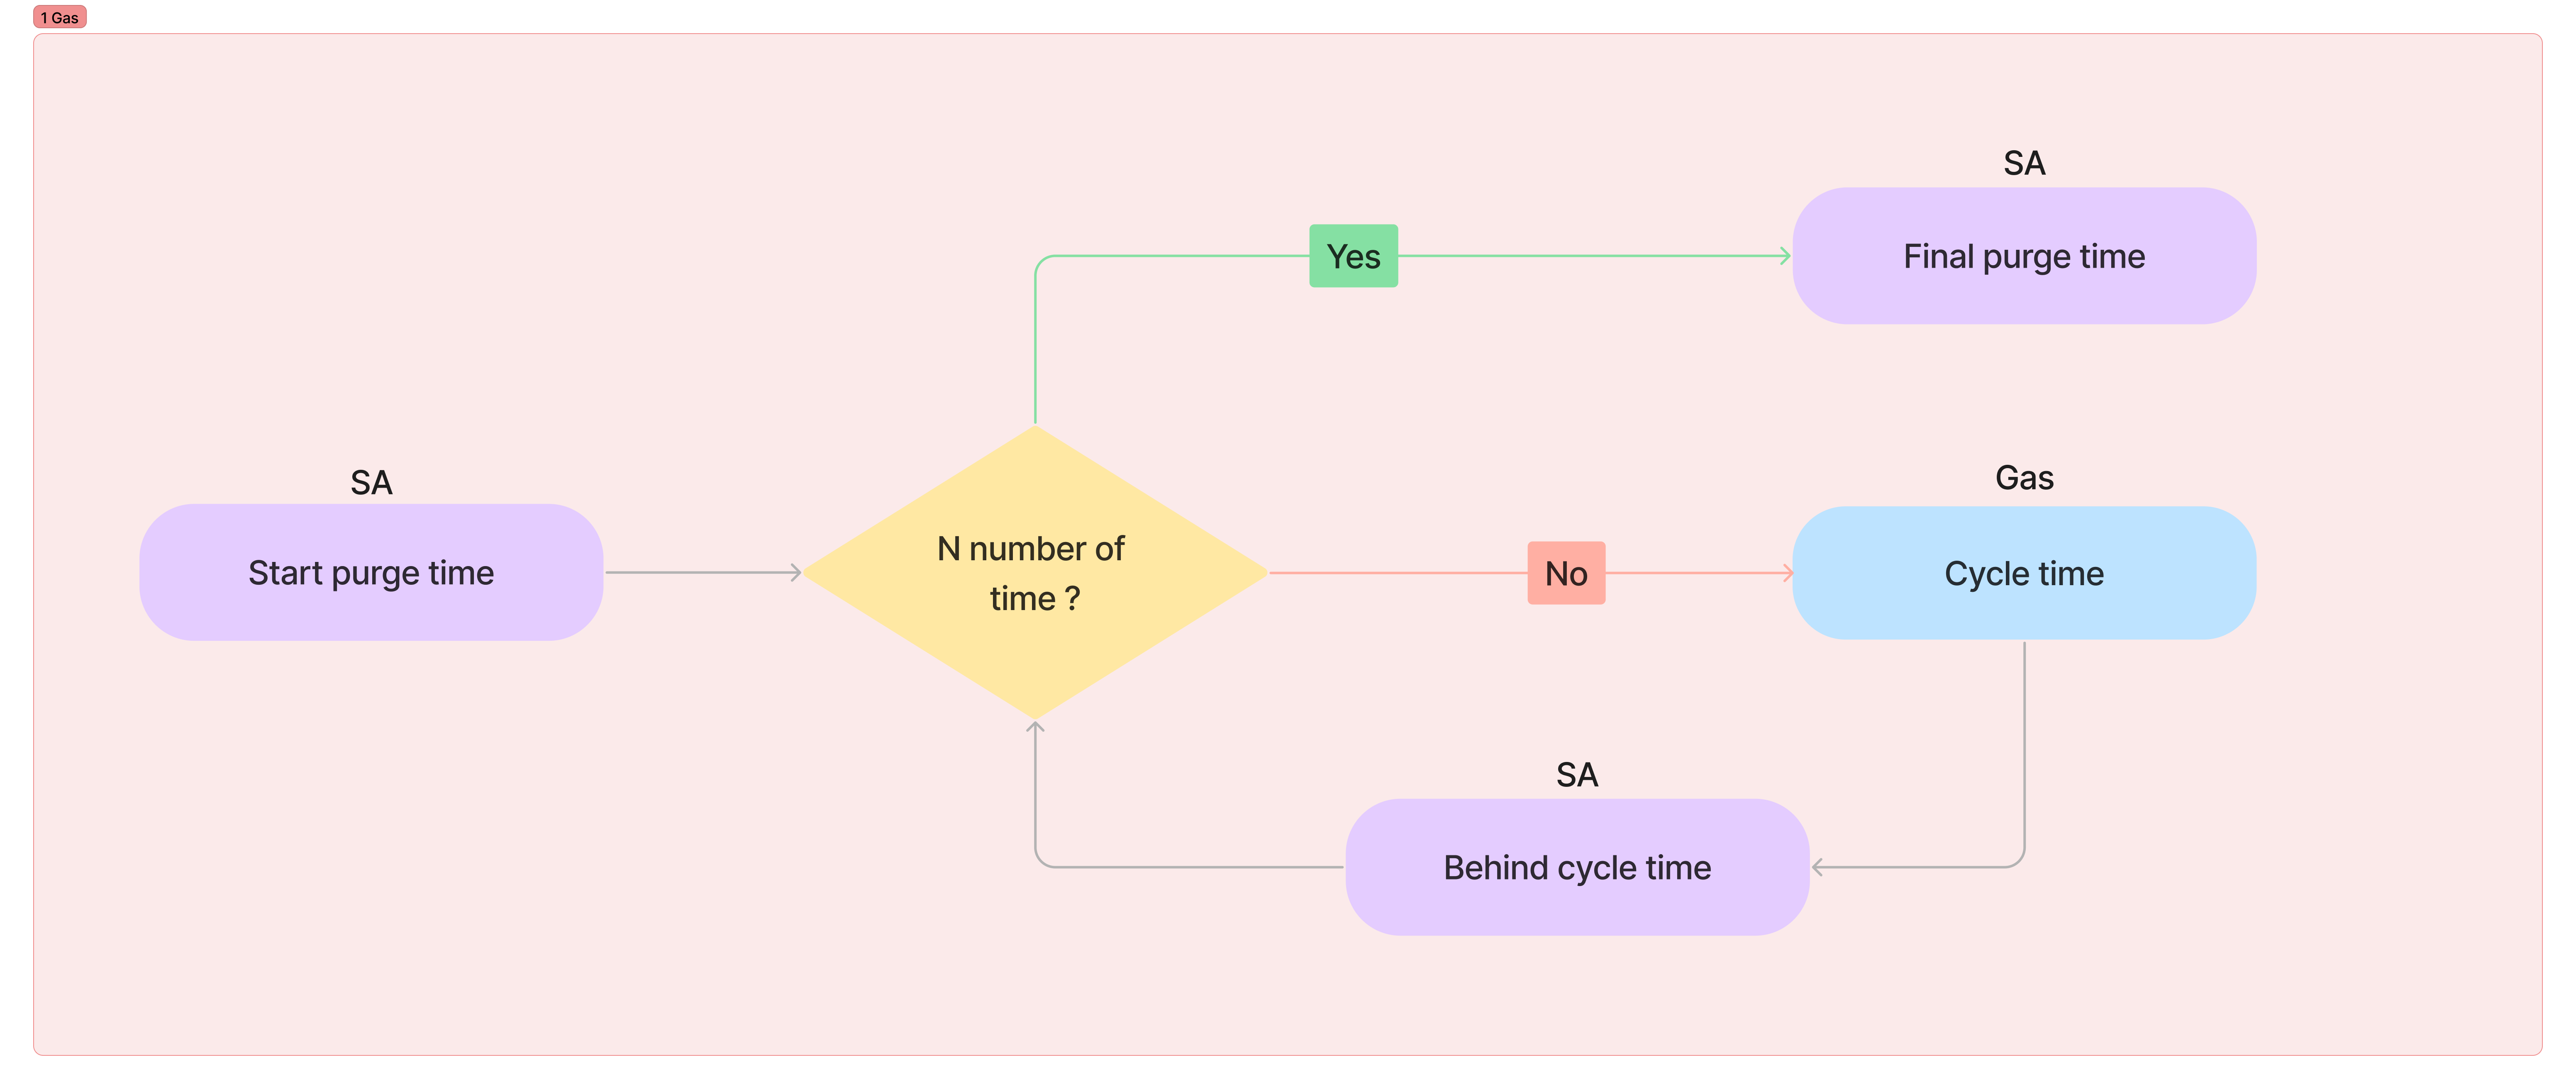 1 Gas
SA
Start purge time
N number of
time ?
Yes
SA
Final purge time
No
Gas
Cycle time
SA
Behind cycle time